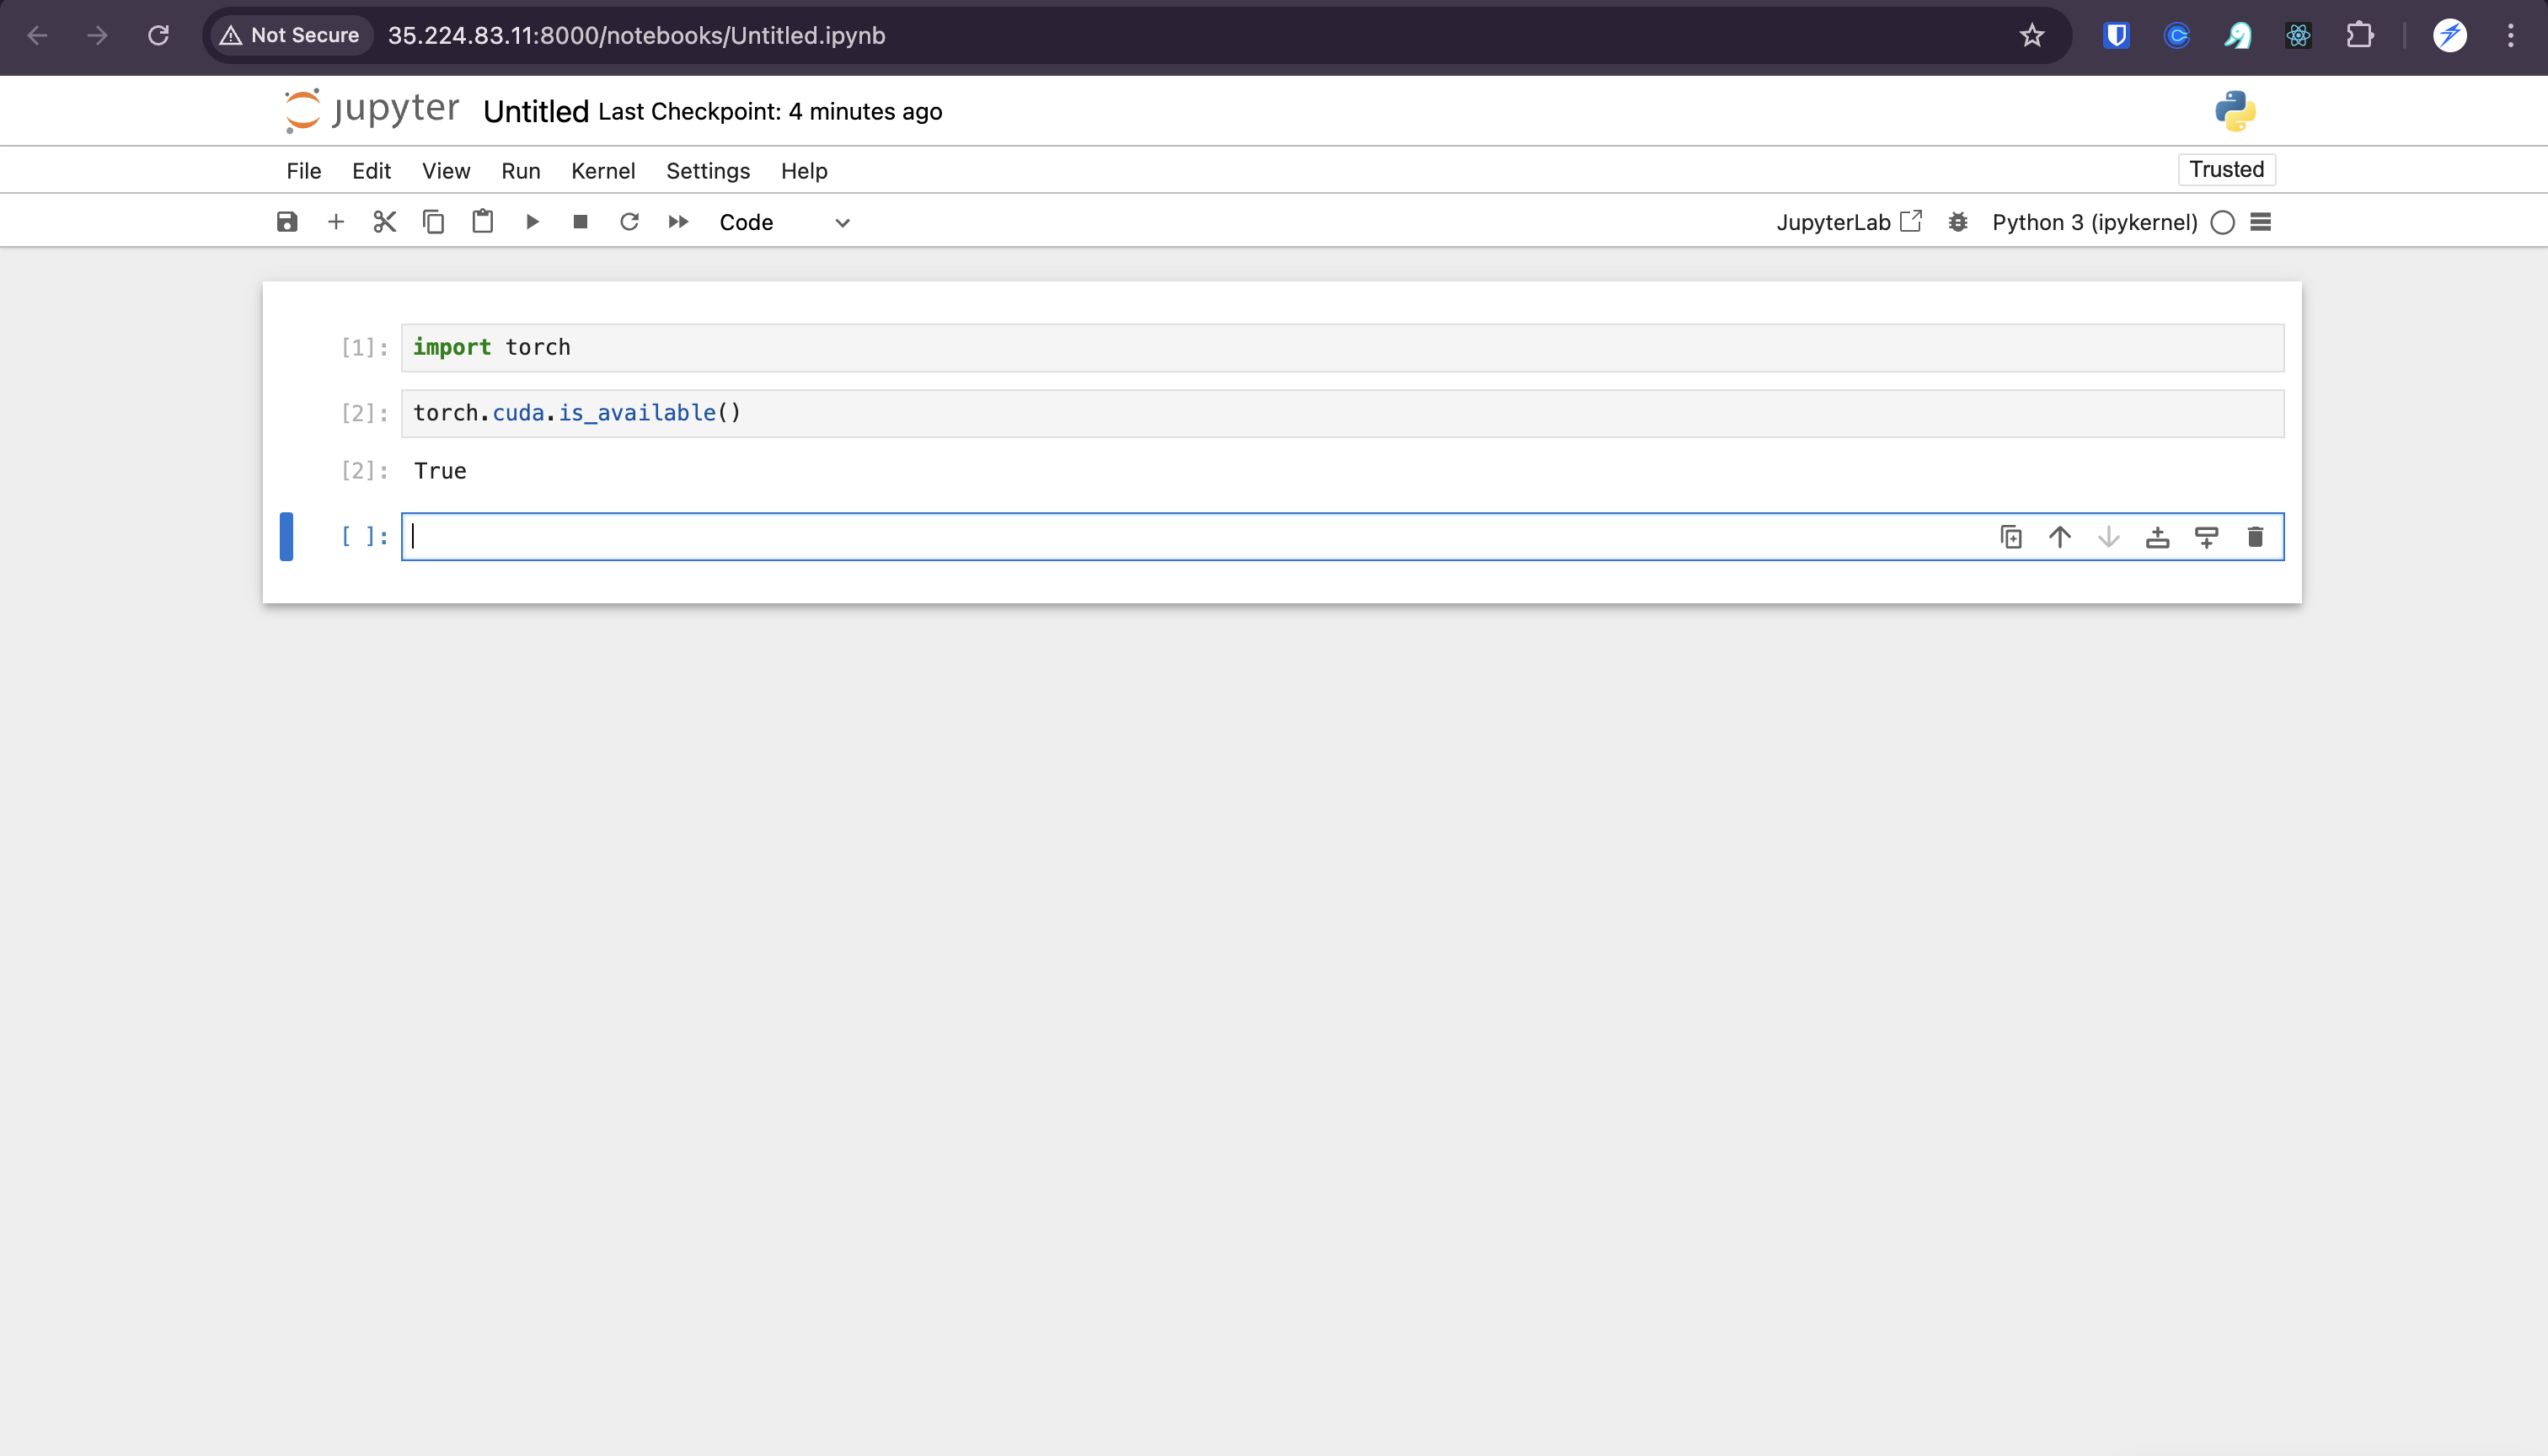 Not Secure 35.224.83.11:8000/notebooks/Untitled.ipynb
jupyter Untitled Last Checkpoint: 4 minutes ago
File Edit View Run Kernel Settings Help Trusted
Code JupyterLab Python 3 (ipykernel)
[1]: import torch
[2]: torch.cuda.is_available()
[2]: True
[ ]: